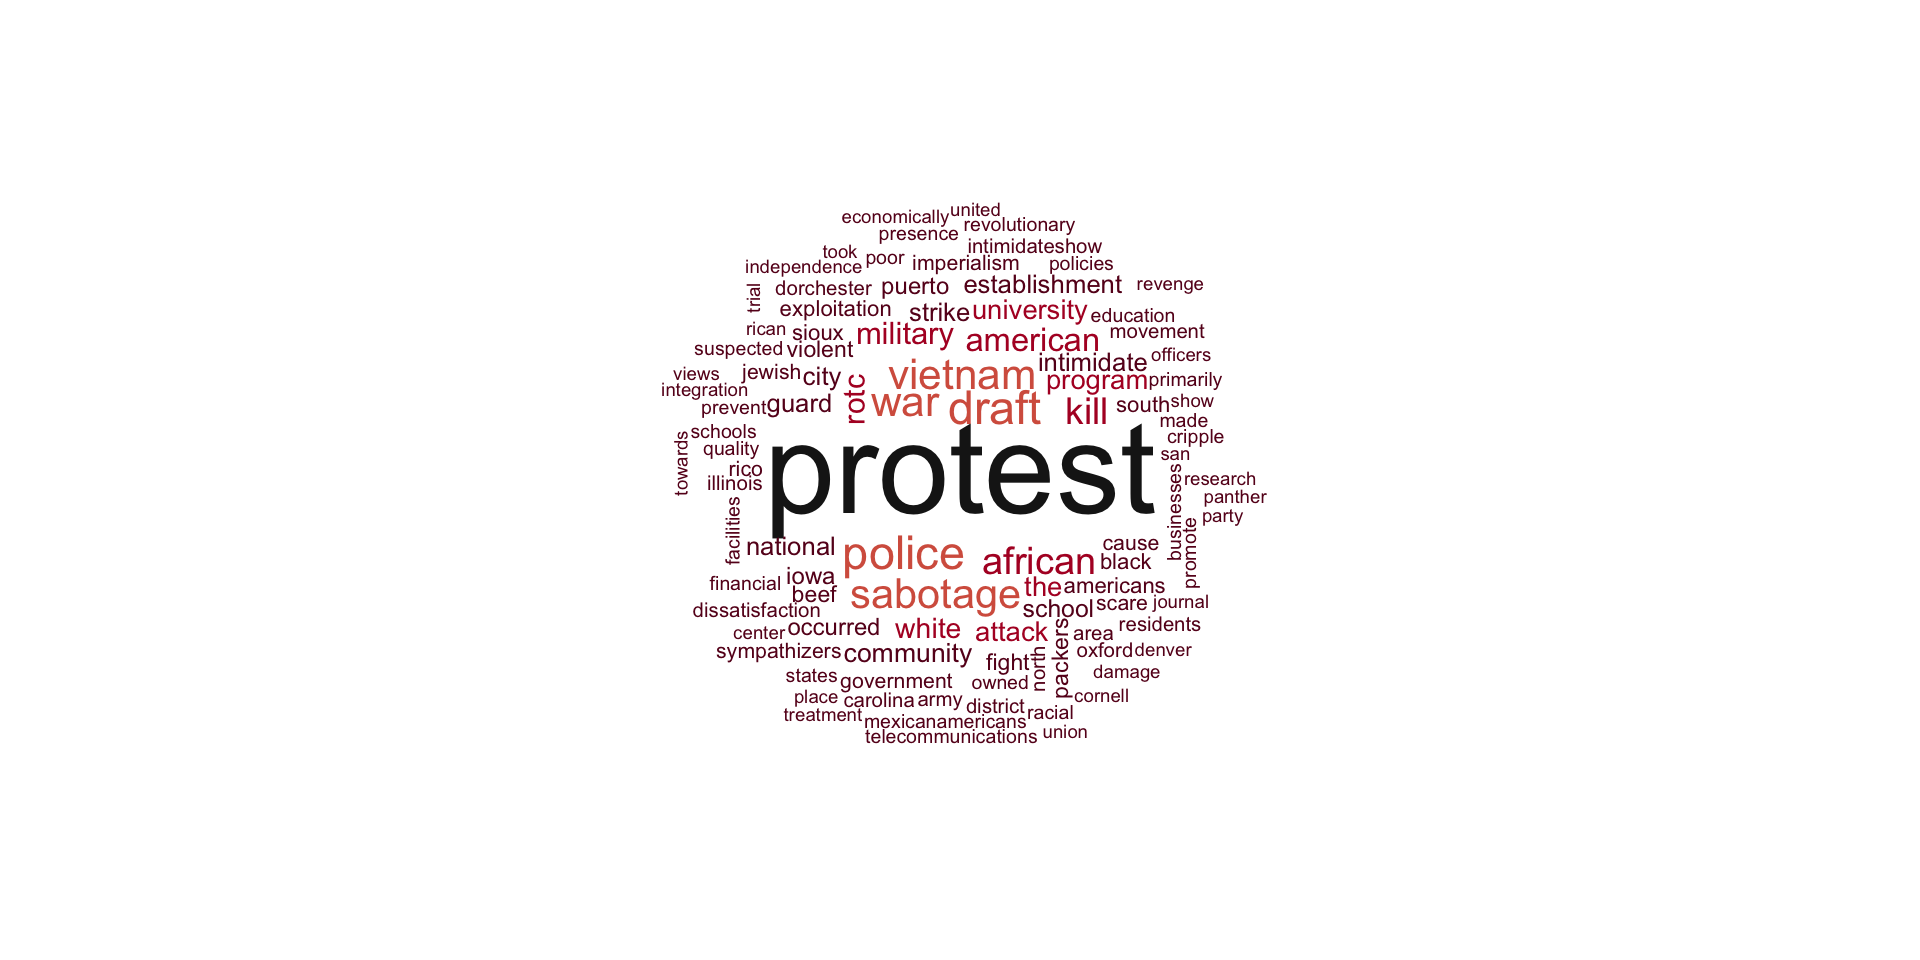 economically united
presence revolutionary
took poor intimidateshow
independence imperialism policies
trial dorchester puerto establishment revenge
exploitation strike university education
rican sioux military american movement
suspected violent intimidate officers
views jewish city rotc vietnam program primarily
integration prevent guard war draft kill south show
made
schools cripple
towards quality protest san
rico businesses research
illinois panther
facilities party
national police african cause promote
black
financial iowa sabotage the americans
beef school scare journal
dissatisfaction
center occurred white attack packers area residents
sympathizers community fight north oxford denver
states government owned damage
place carolina army district cornell
treatment mexicanamericans racial
telecommunications union